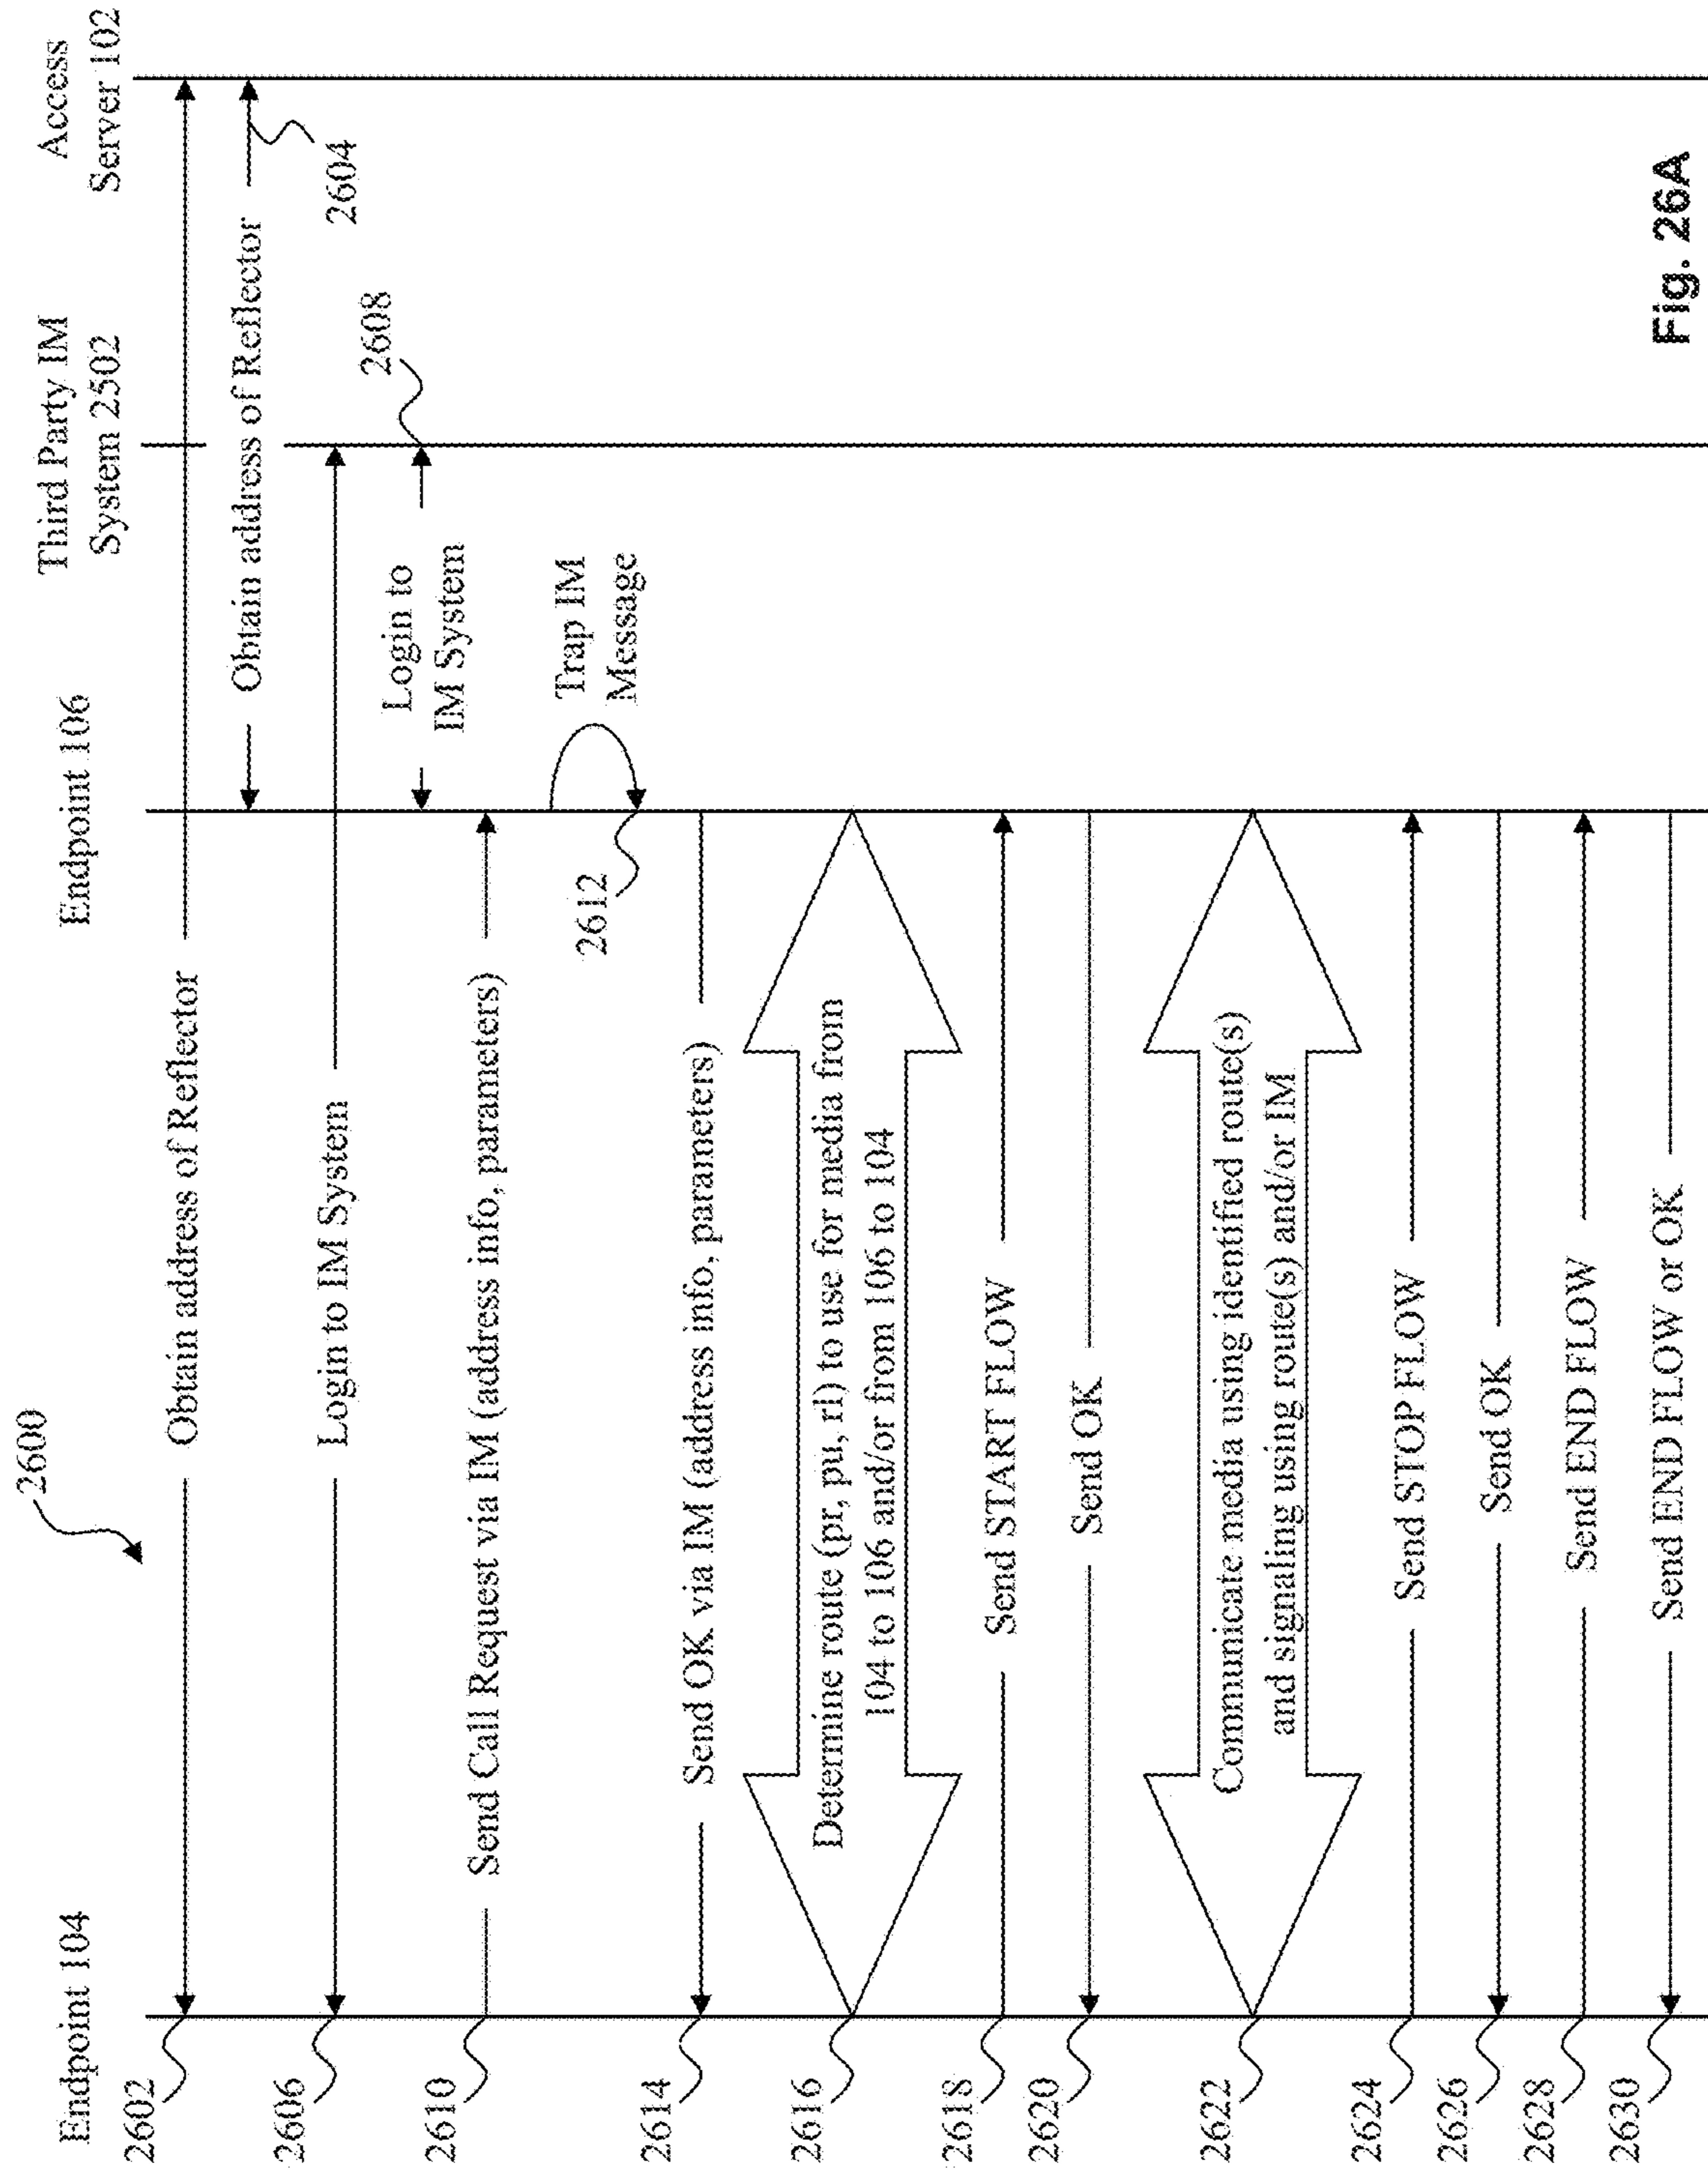 2600
Endpoint 104
Endpoint 106
Third Party IM
System 2502
Access
Server 102
2602
Obtain address of Reflector
Obtain address of Reflector
2604
2606
Login to IM System
2608
Login to
IM System
2610
Send Call Request via IM (address info, parameters)
Trap IM
Message
2612
2614
Send OK via IM (address info, parameters)
2616
Determine route (pr, pu, rl) to use for media from
104 to 106 and/or from 106 to 104
2618
Send START FLOW
2620
Send OK
2622
Communicate media using identified route(s)
and signaling using route(s) and/or IM
2624
Send STOP FLOW
2626
Send OK
2628
Send END FLOW
2630
Send END FLOW or OK
Fig. 26A